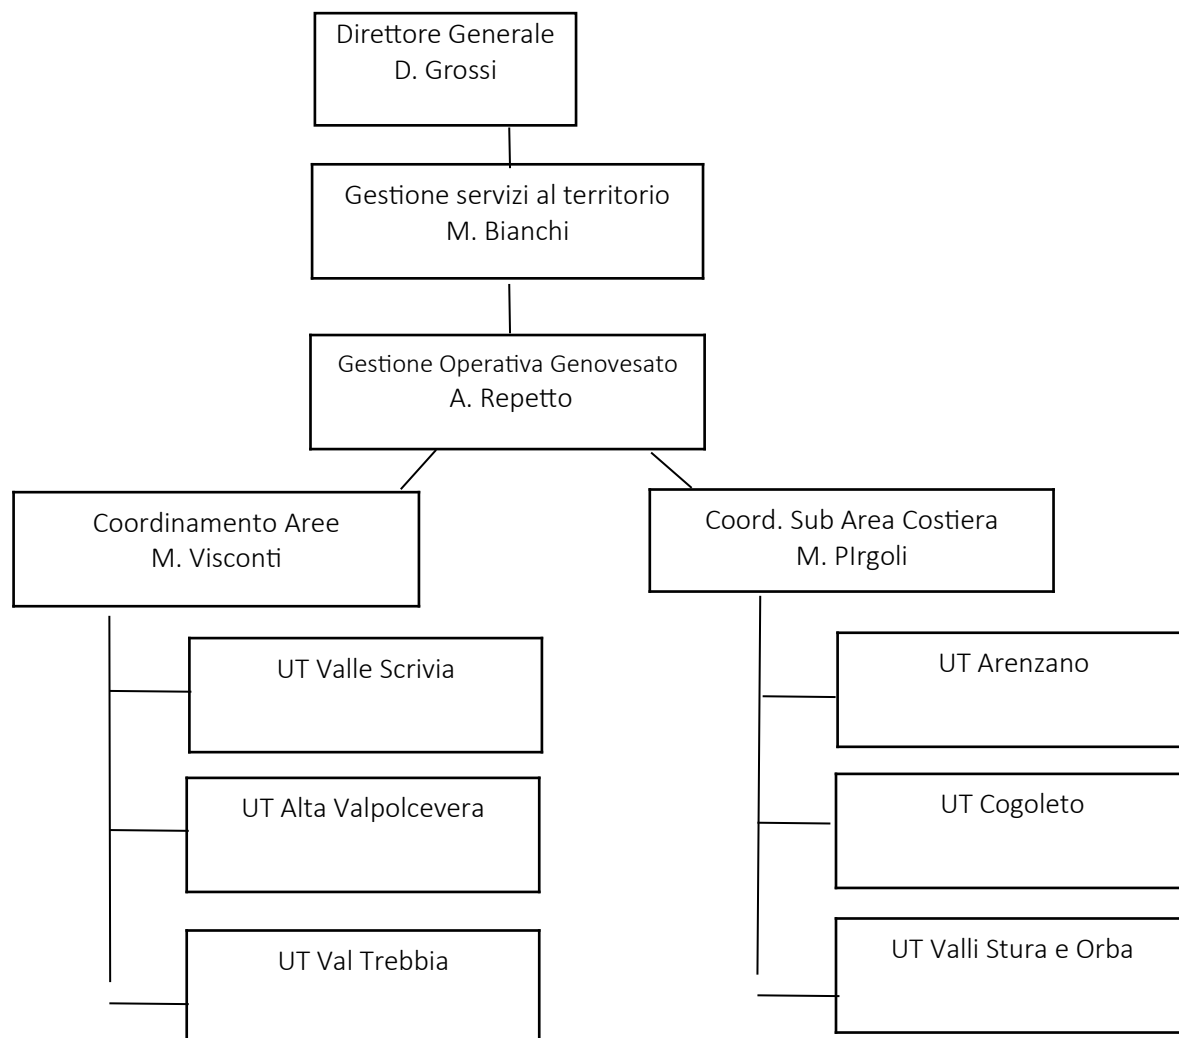 Direttore Generale
D. Grossi
Gestione servizi al territorio
M. Bianchi
Gestione Operativa Genovesato
A. Repetto
Coordinamento Aree
M. Visconti
Coord. Sub Area Costiera
M. PIrgoli
UT Valle Scrivia
UT Alta Valpolcevera
UT Val Trebbia
UT Arenzano
UT Cogoleto
UT Valli Stura e Orba